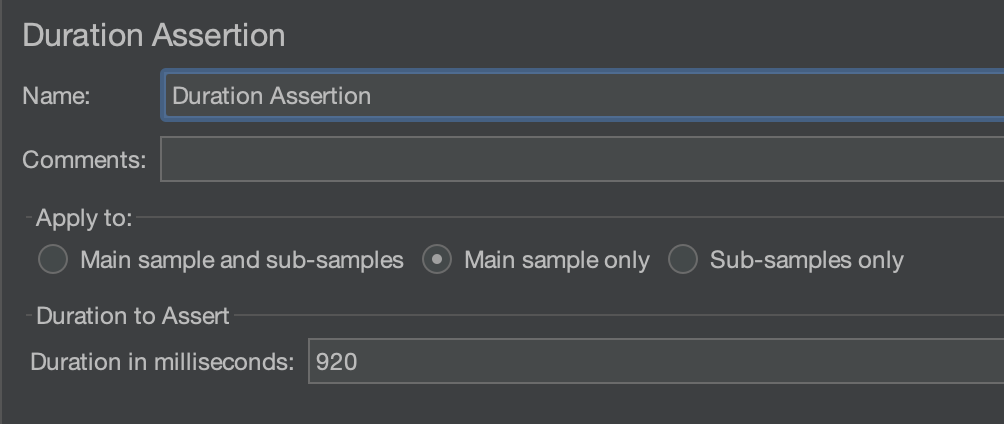 Duration Assertion
Name: Duration Assertion
Comments:
Apply to:
Main sample and sub-samples Main sample only Sub-samples only
Duration to Assert
Duration in milliseconds: 920